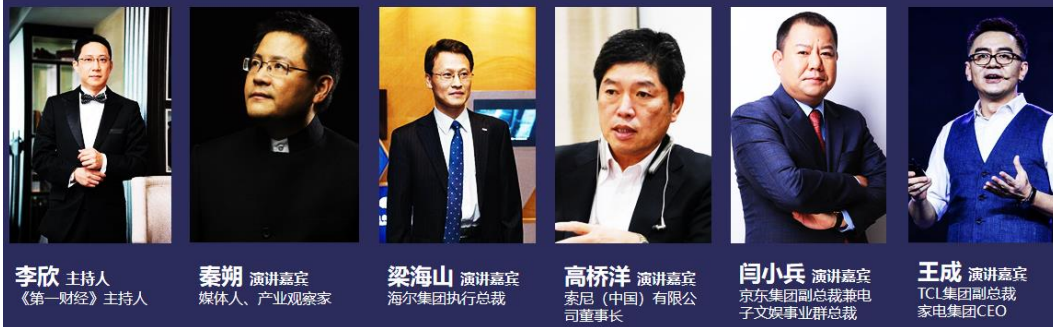 李欣 主持人
《第一财经》主持人
秦朔 演讲嘉宾
媒体人、产业观察家
梁海山 演讲嘉宾
海尔集团执行总裁
高桥洋 演讲嘉宾
索尼（中国）有限公
司董事长
闫小兵 演讲嘉宾
京东集团副总裁兼电
子文娱事业群总裁
王成 演讲嘉宾
TCL集团副总裁
家电集团CEO